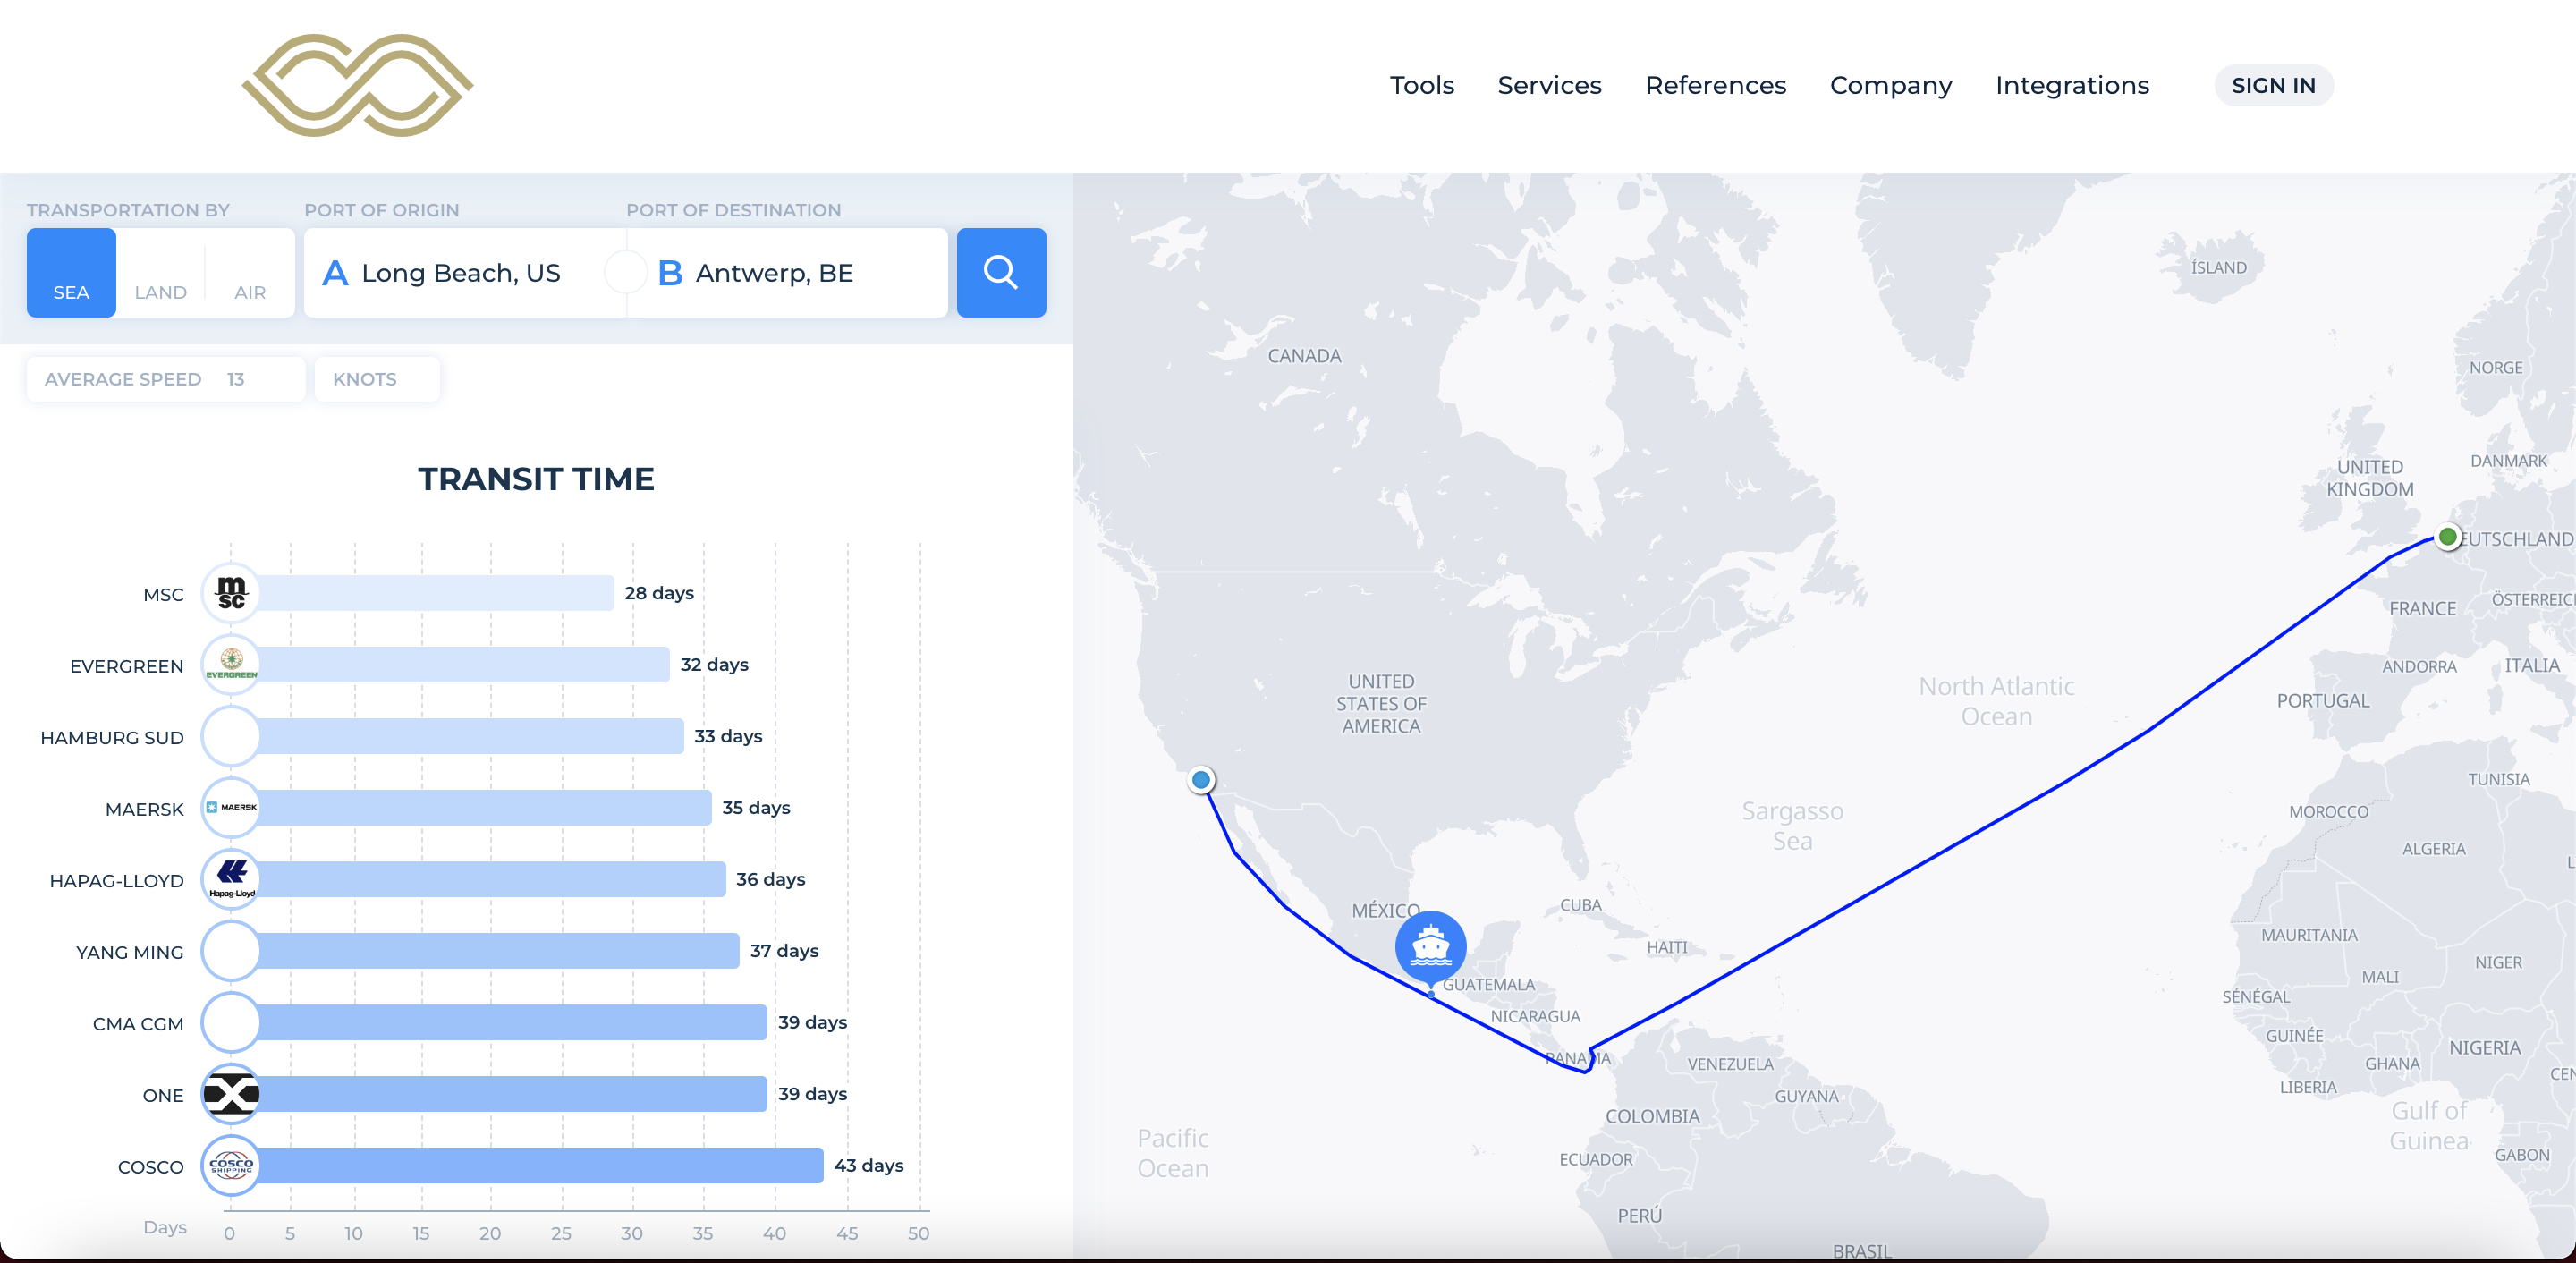 Tools Services References Company Integrations SIGN IN
TRANSPORTATION BY PORT OF ORIGIN PORT OF DESTINATION
SEA LAND AIR A Long Beach, US B Antwerp, BE
AVERAGE SPEED 13 KNOTS
TRANSIT TIME
MSC msc 28 days
EVERGREEN EVERGREEN 32 days
HAMBURG SUD 33 days
MAERSK MAERSK 35 days
HAPAG-LLOYD Hapag-Lloyd 36 days
YANG MING 37 days
CMA CGM 39 days
ONE 39 days
COSCO COSCO SHIPPING 43 days
Days 0 5 10 15 20 25 30 35 40 45 50
ÍSLAND
CANADA
NORGE
DANMARK
UNITED
KINGDOM
EUTSCHLAND
ÖSTERREIC
FRANCE
ANDORRA
ITALIA
UNITED
STATES OF
AMERICA
North Atlantic
Ocean
PORTUGAL
TUNISIA
Sargasso
Sea
MOROCCO
ALGERIA
L
MÉXICO
CUBA
HAITI
MAURITANIA
MALI
NIGER
GUATEMALA
SÉNÉGAL
NICARAGUA
GUINÉE
NIGERIA
PANAMA
VENEZUELA
GHANA
CEN
LIBERIA
GUYANA
COLOMBIA
Gulf of
Guinea
Pacific
Ocean
ECUADOR
GABON
PERÚ
BRASIL